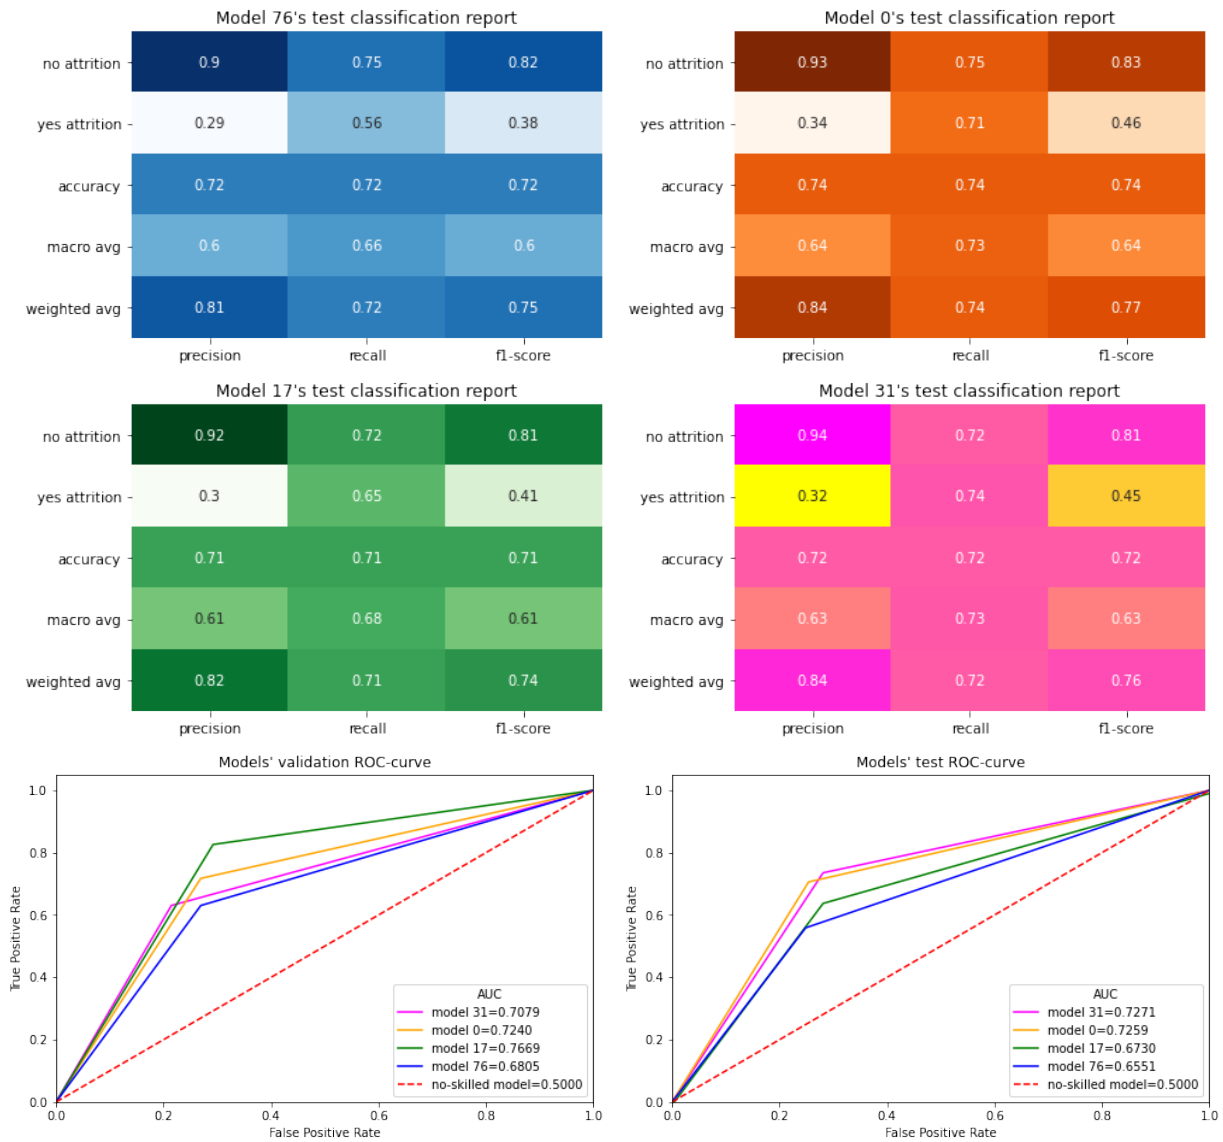 Model 76's test classification report
no attrition 0.9 0.75 0.82
yes attrition 0.29 0.56 0.38
accuracy 0.72 0.72 0.72
macro avg 0.6 0.66 0.6
weighted avg 0.81 0.72 0.75
precision recall f1-score
Model 0's test classification report
no attrition 0.93 0.75 0.83
yes attrition 0.34 0.71 0.46
accuracy 0.74 0.74 0.74
macro avg 0.64 0.73 0.64
weighted avg 0.84 0.74 0.77
precision recall f1-score
Model 17's test classification report
no attrition 0.92 0.72 0.81
yes attrition 0.3 0.65 0.41
accuracy 0.71 0.71 0.71
macro avg 0.61 0.68 0.61
weighted avg 0.82 0.71 0.74
precision recall f1-score
Model 31's test classification report
no attrition 0.94 0.72 0.81
yes attrition 0.32 0.74 0.45
accuracy 0.72 0.72 0.72
macro avg 0.63 0.73 0.63
weighted avg 0.84 0.72 0.76
precision recall f1-score
Models' validation ROC-curve
True Positive Rate
1.0
0.8
0.6
0.4
0.2
0.0
AUC
model 31=0.7079
model 0=0.7240
model 17=0.7669
model 76=0.6805
no-skilled model=0.5000
0.0 0.2 0.4 0.6 0.8 1.0
False Positive Rate
Models' test ROC-curve
True Positive Rate
1.0
0.8
0.6
0.4
0.2
0.0
AUC
model 31=0.7271
model 0=0.7259
model 17=0.6730
model 76=0.6551
no-skilled model=0.5000
0.0 0.2 0.4 0.6 0.8 1.0
False Positive Rate